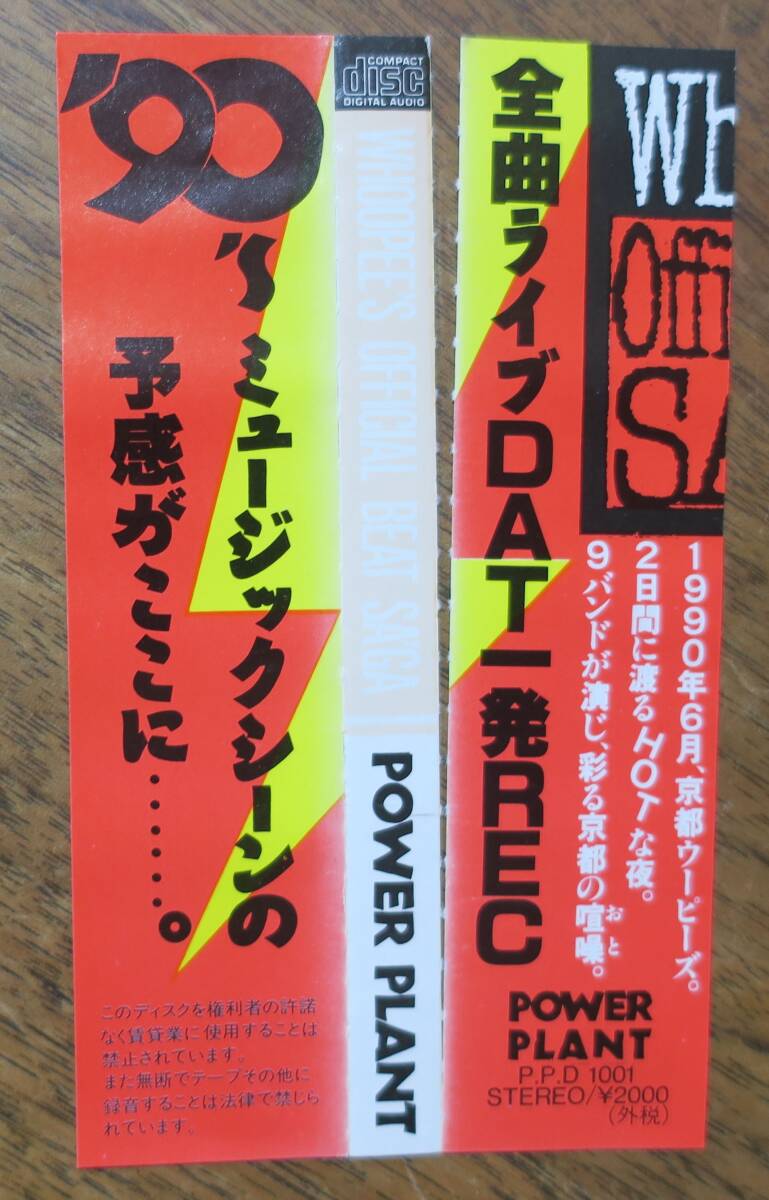 '90's ミュージックシーンの
予感がここに………。
このディスクを権利者の許諾
なく賃貸業に使用することは
禁止されています。
また無断でテープその他に
録音することは法律で禁じら
れています。
COMPACT
disc
DIGITAL AUDIO
WHOOPEE'S OFFICIAL BEAT SAGA II
POWER PLANT
全曲ライブDAT一発REC
Wh
Offi
SA
1990年6月、京都ウーピーズ。
2日間に渡るHOTな夜。
9バンドが演じ、彩る京都の喧噪。
おと
POWER
PLANT
P.P.D 1001
STEREO/¥2000
(外税)